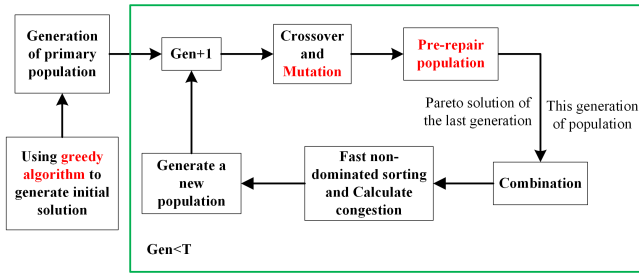 Generation
of primary
population
Gen+1
Crossover
and
Mutation
Pre-repair
population
Pareto solution of
the last generation
This generation
of population
Using greedy
algorithm to
generate initial
solution
Generate a
new
population
Fast non-
dominated sorting
and Calculate
congestion
Combination
Gen<T